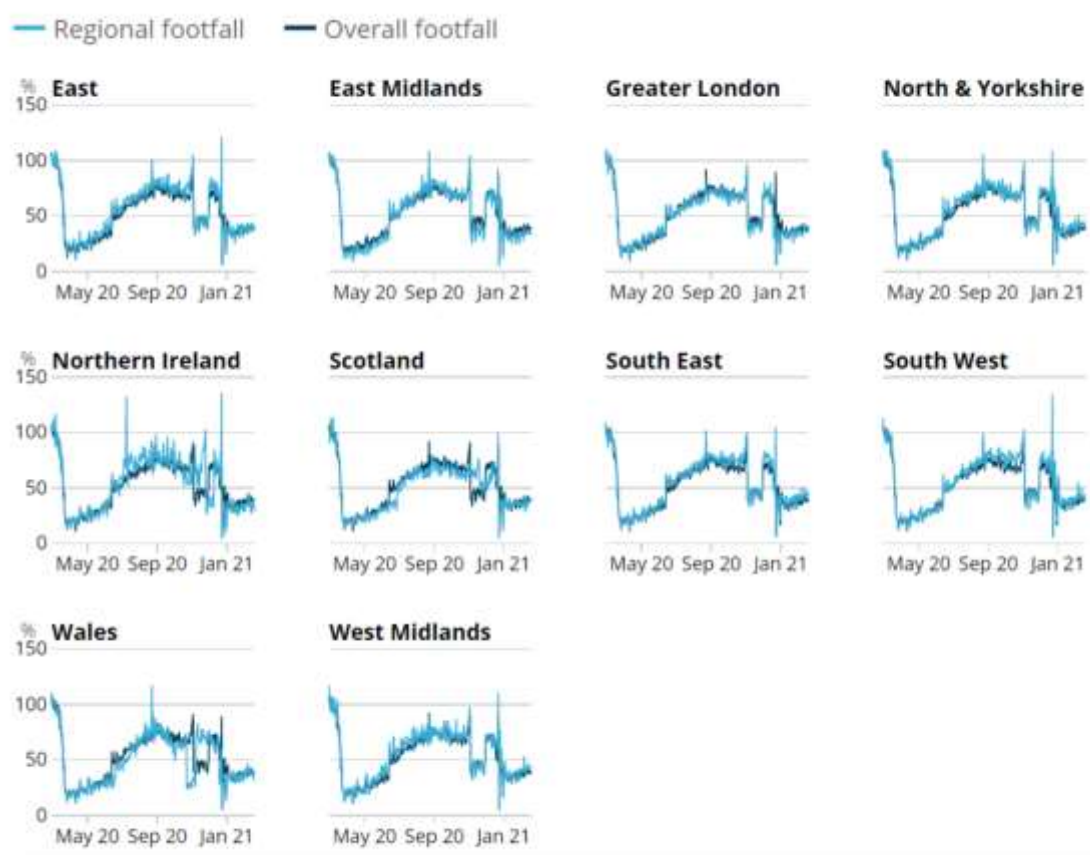 Regional footfall Overall footfall
% East East Midlands Greater London North & Yorkshire
150
100
50
0
May 20 Sep 20 Jan 21 May 20 Sep 20 Jan 21 May 20 Sep 20 Jan 21 May 20 Sep 20 Jan 21
% Northern Ireland Scotland South East South West
150
100
50
0
May 20 Sep 20 Jan 21 May 20 Sep 20 Jan 21 May 20 Sep 20 Jan 21 May 20 Sep 20 Jan 21
% Wales West Midlands
150
100
50
0
May 20 Sep 20 Jan 21 May 20 Sep 20 Jan 21